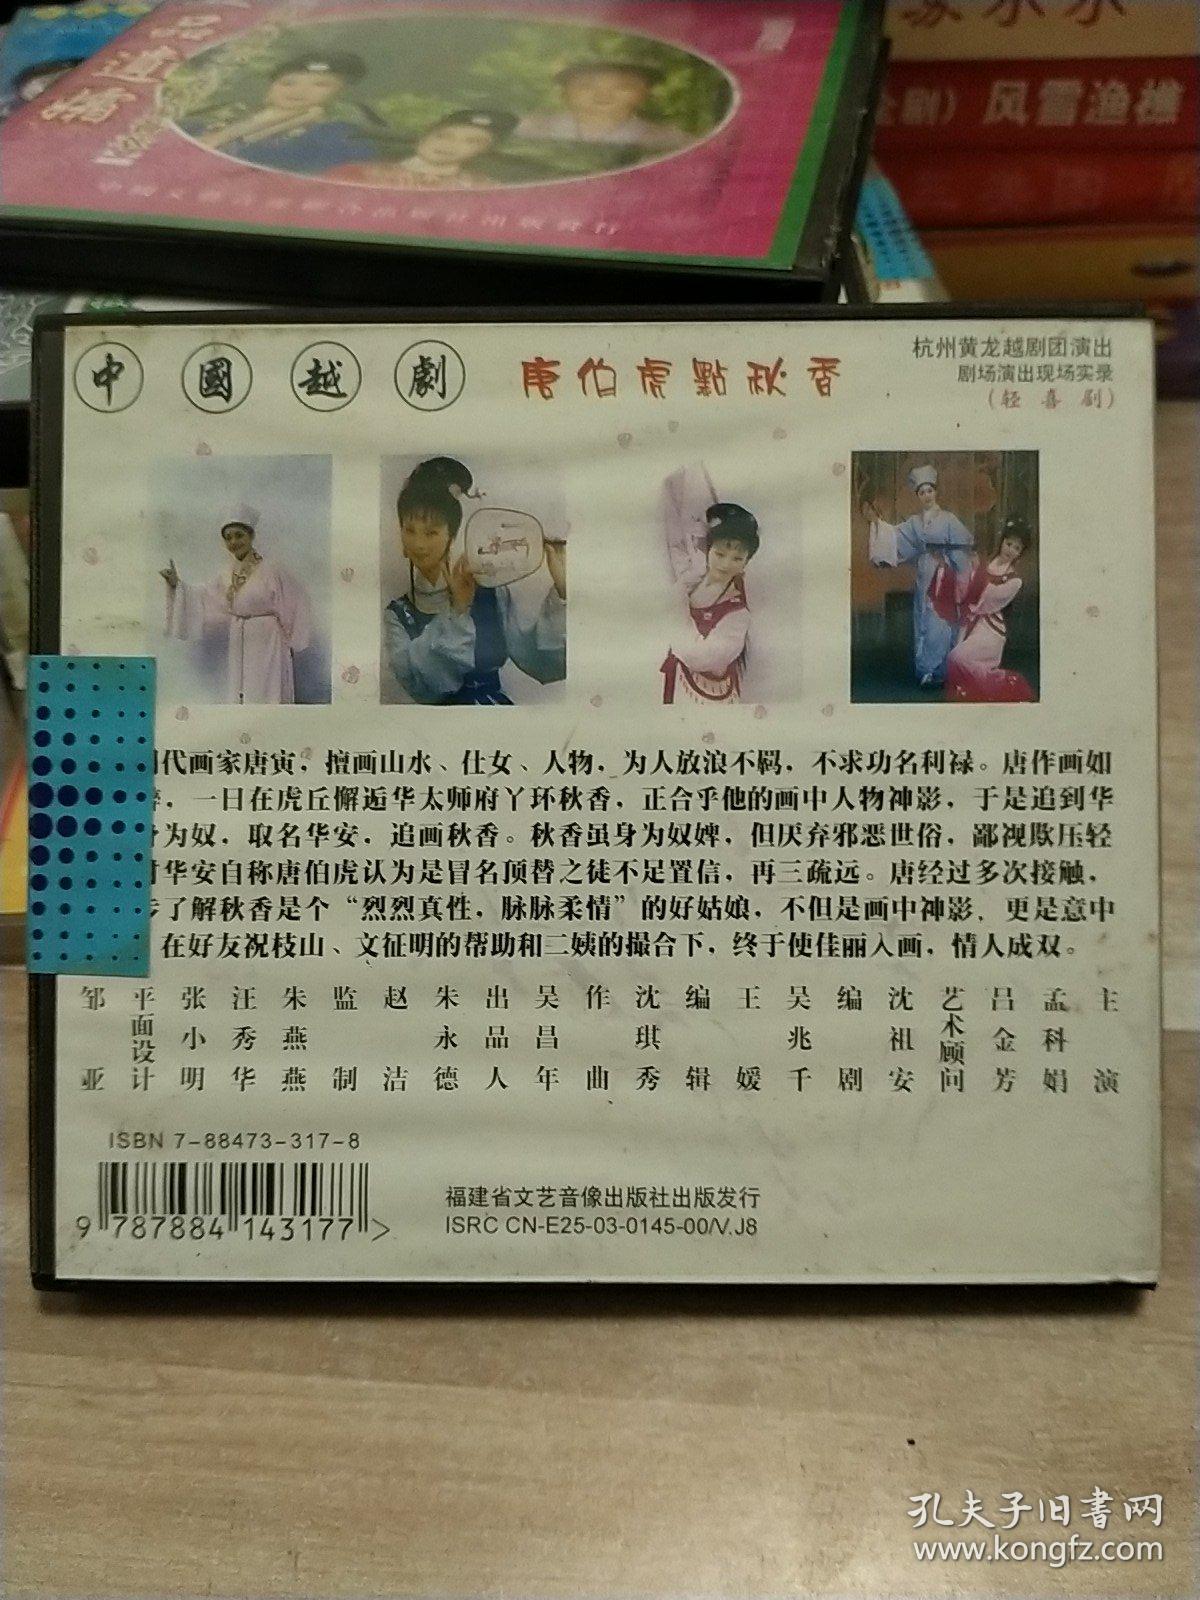 风雪渔樵
中國越劇
唐伯虎點秋香
杭州黄龙越剧团演出
剧场演出现场实录
(轻喜剧)
代画家唐寅，擅画山水、仕女、人物，为人放浪不羁，不求功名利禄。唐作画如
，一日在虎丘懈逅华太师府丫环秋香，正合乎他的画中人物神影，于是追到华
为奴，取名华安，追画秋香。秋香虽身为奴婢，但厌弃邪恶世俗，鄙视欺压轻
华安自称唐伯虎认为是冒名顶替之徒不足置信，再三疏远。唐经过多次接触，
了解秋香是个“烈烈真性，脉脉柔情”的好姑娘，不但是画中神影，更是意中
在好友祝枝山、文征明的帮助和二姨的撮合下，终于使佳丽入画，情人成双。
主演
孟科娟
吕金芳
艺术顾问
沈祖安
编剧
吴兆千
王媛
编辑
沈琪秀
作曲
吴昌年
出品人
朱永德
赵洁
监制
朱燕燕
汪秀华
张小明
平面设计
邹亚
ISBN 7-88473-317-8
9 787884 143177 >
福建省文艺音像出版社出版发行
ISRC CN-E25-03-0145-00/V.J8
孔夫子旧书网
www.kongfz.com